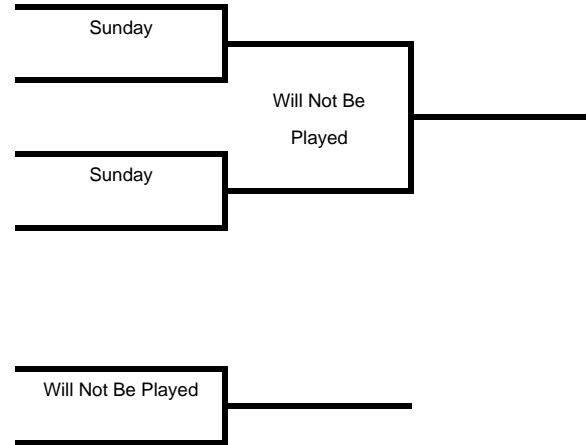 Sunday
Will Not Be
Played
Sunday
Will Not Be Played